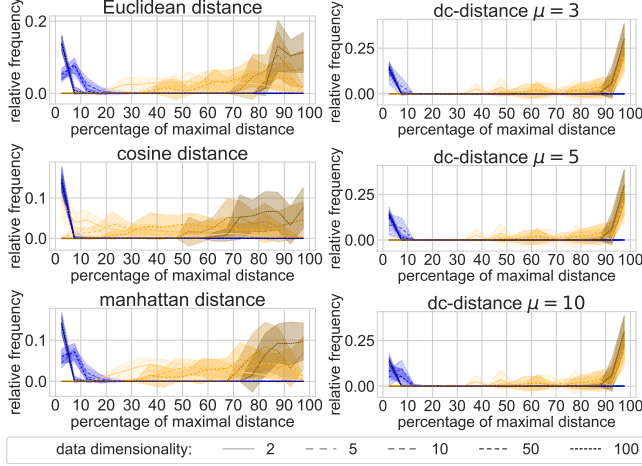 Euclidean distance
relative frequency
0.2
0.0
0 10 20 30 40 50 60 70 80 90 100
percentage of maximal distance
dc-distance μ = 3
relative frequency
0.25
0.00
0 10 20 30 40 50 60 70 80 90 100
percentage of maximal distance
cosine distance
relative frequency
0.1
0.0
0 10 20 30 40 50 60 70 80 90 100
percentage of maximal distance
dc-distance μ = 5
relative frequency
0.25
0.00
0 10 20 30 40 50 60 70 80 90 100
percentage of maximal distance
manhattan distance
relative frequency
0.1
0.0
0 10 20 30 40 50 60 70 80 90 100
percentage of maximal distance
dc-distance μ = 10
relative frequency
0.25
0.00
0 10 20 30 40 50 60 70 80 90 100
percentage of maximal distance
data dimensionality: 2 5 10 50 100